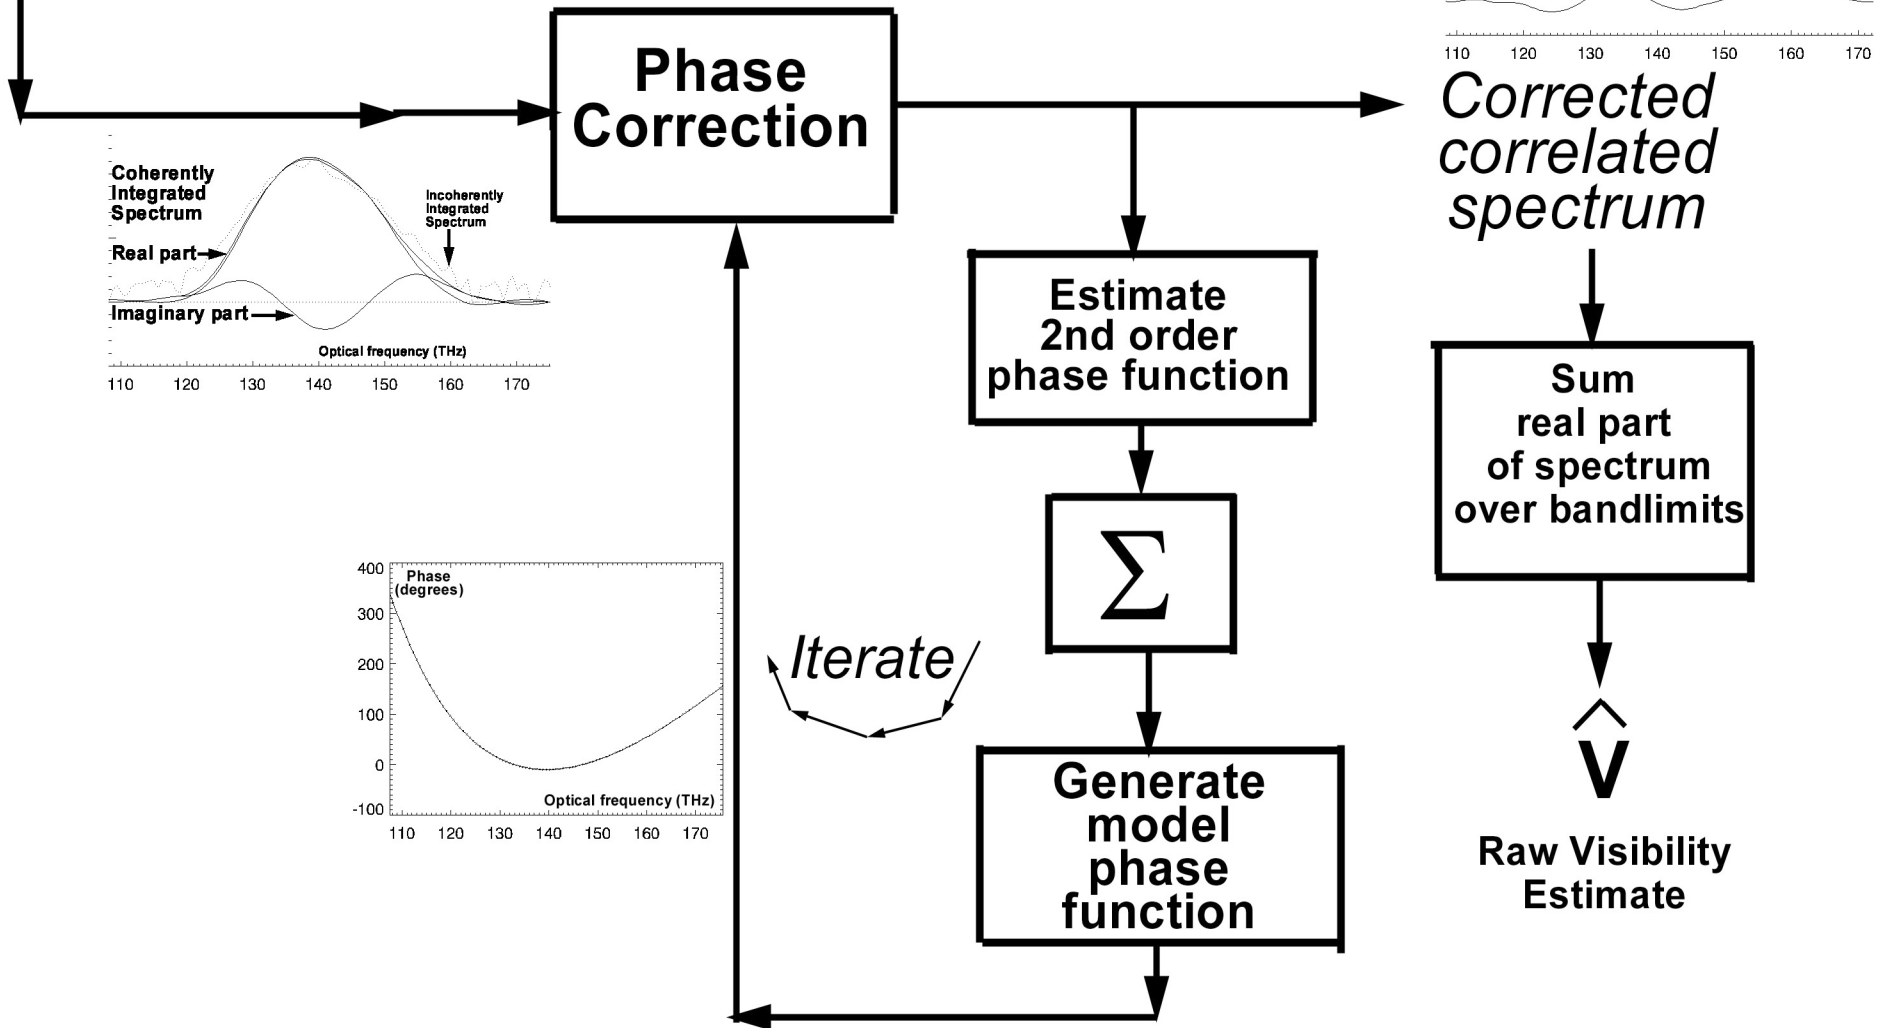 110 120 130 140 150 160 170
Phase
Correction
Corrected
correlated
spectrum
Coherently
Integrated
Spectrum
Real part
Imaginary part
Incoherently
Integrated
Spectrum
Optical frequency (THz)
110 120 130 140 150 160 170
Estimate
2nd order
phase function
Sum
real part
of spectrum
over bandlimits
Σ
400
300
200
100
0
-100
Phase
(degrees)
Optical frequency (THz)
110 120 130 140 150 160 170
Iterate
Generate
model
phase
function
V̂
Raw Visibility
Estimate